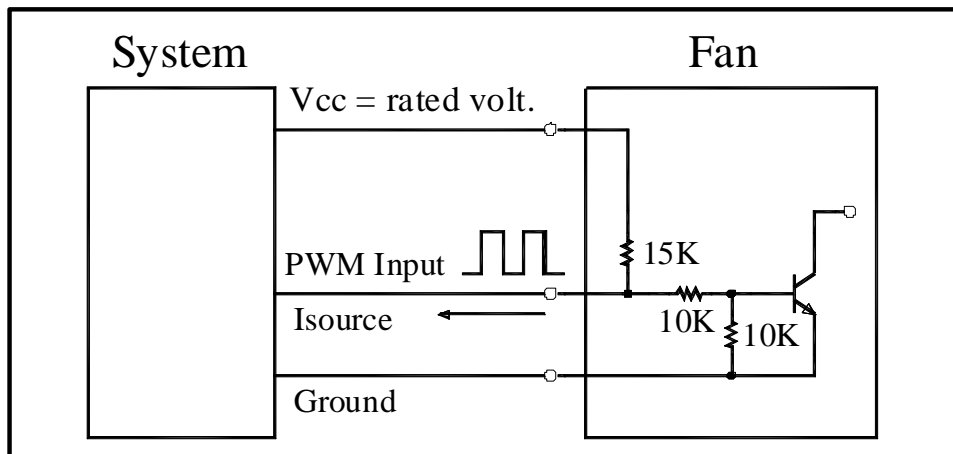 System
Fan
Vcc = rated volt.
PWM Input
15K
Isource
10K
10K
Ground